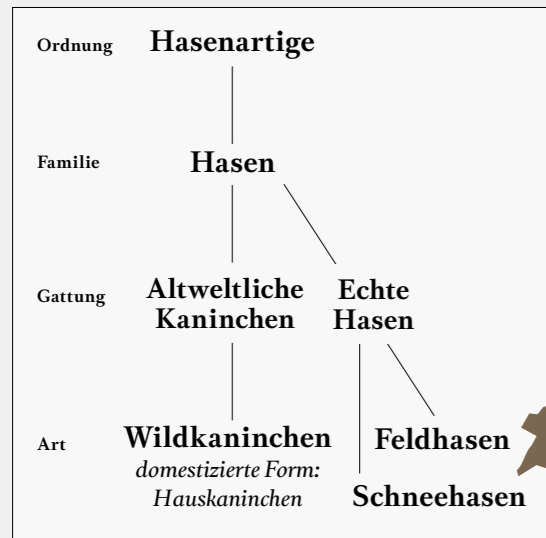 Ordnung Hasenartige
Familie Hasen
Gattung Altweltliche Kaninchen Echte Hasen
Art Wildkaninchen Feldhasen
domestizierte Form:
Hauskaninchen Schneehasen